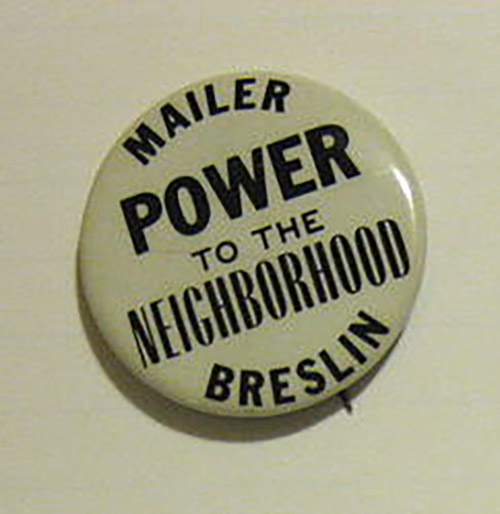 MAILER
POWER
TO THE
NEIGHBORHOOD
BRESLIN